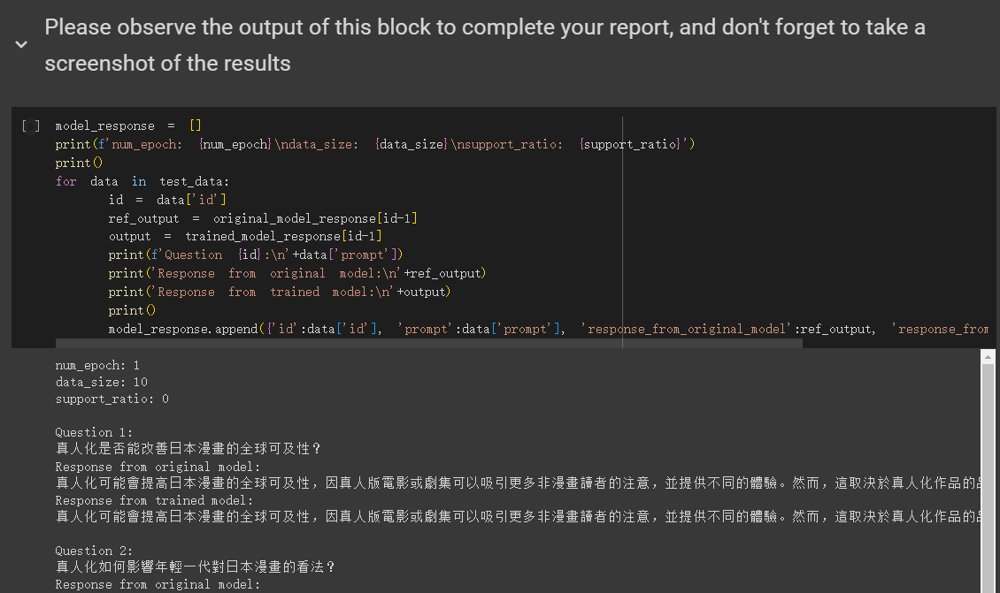 Please observe the output of this block to complete your report, and don't forget to take a
screenshot of the results
[ ] model_response = []
print(f'num_epoch: {num_epoch}\ndata_size: {data_size}\nsupport_ratio: {support_ratio}')
print()
for data in test_data:
id = data['id']
ref_output = original_model_response[id-1]
output = trained_model_response[id-1]
print(f'Question {id}:\n'+data['prompt'])
print('Response from original model:\n'+ref_output)
print('Response from trained model:\n'+output)
print()
model_response.append({'id':data['id'], 'prompt':data['prompt'], 'response_from_original_model':ref_output, 'response_from
num_epoch: 1
data_size: 10
support_ratio: 0
Question 1:
真人化是否能改善日本漫畫的全球可及性？
Response from original model:
真人化可能會提高日本漫畫的全球可及性，因真人版電影或劇集可以吸引更多非漫畫讀者的注意，並提供不同的體驗。然而，這取決於真人化作品的
Response from trained model:
真人化可能會提高日本漫畫的全球可及性，因真人版電影或劇集可以吸引更多非漫畫讀者的注意，並提供不同的體驗。然而，這取決於真人化作品的
Question 2:
真人化如何影響年輕一代對日本漫畫的看法？
Response from original model: